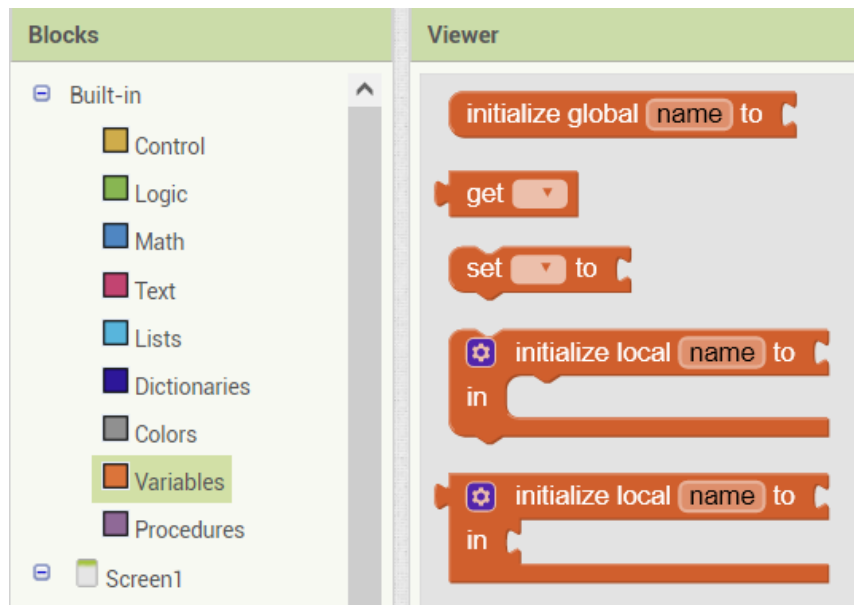 Blocks
Built-in
Control
Logic
Math
Text
Lists
Dictionaries
Colors
Variables
Procedures
Screen1
Viewer
initialize global name to
get
set to
initialize local name to
in
initialize local name to
in